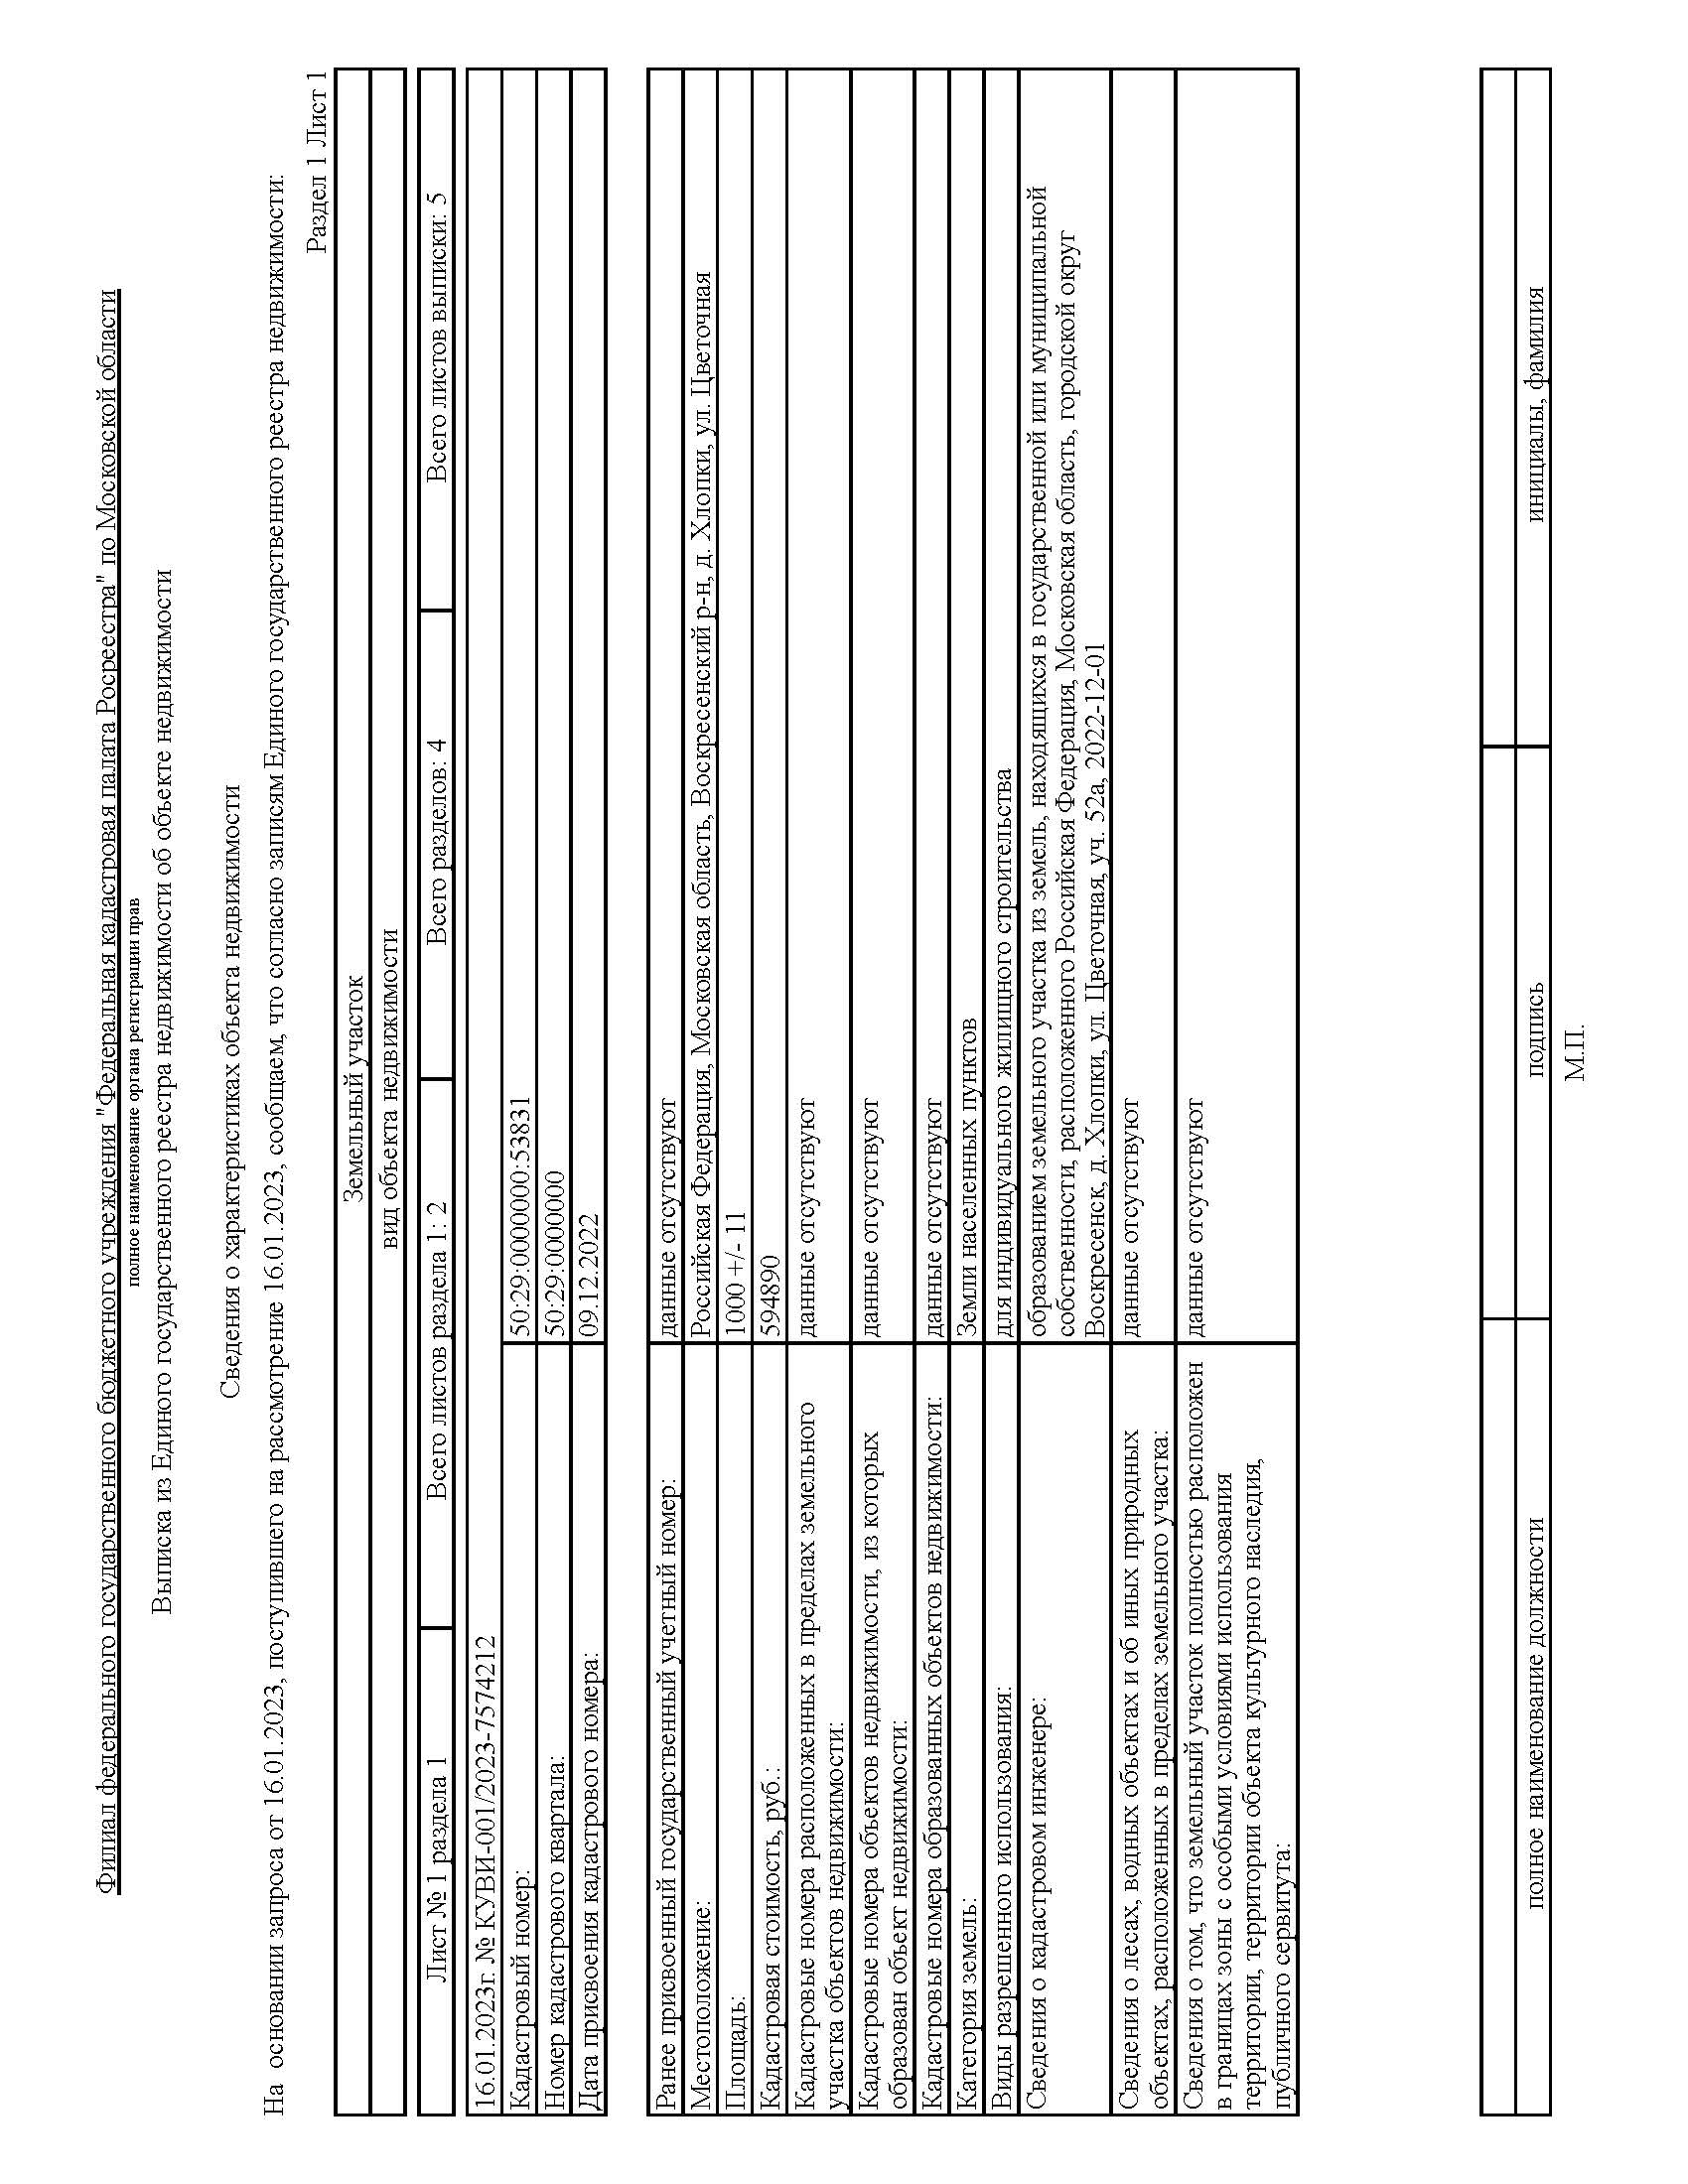 Филиал федерального государственного бюджетного учреждения "Федеральная кадастровая палата Росреестра" по Московской области
полное наименование органа регистрации прав
Выписка из Единого государственного реестра недвижимости об объекте недвижимости
Сведения о характеристиках объекта недвижимости
На основании запроса от 16.01.2023, поступившего на рассмотрение 16.01.2023, сообщаем, что согласно записям Единого государственного реестра недвижимости:
Раздел 1 Лист 1
Земельный участок
вид объекта недвижимости
Лист № 1 раздела 1
Всего листов раздела 1: 2
Всего разделов: 4
Всего листов выписки: 5
16.01.2023г. № КУВИ-001/2023-7574212
Кадастровый номер:
50:29:0000000:53831
Номер кадастрового квартала:
50:29:0000000
Дата присвоения кадастрового номера:
09.12.2022
Ранее присвоенный государственный учетный номер:
данные отсутствуют
Местоположение:
Российская Федерация, Московская область, Воскресенский р-н, д. Хлопки, ул. Цветочная
Площадь:
1000 +/- 11
Кадастровая стоимость, руб.:
594890
Кадастровые номера расположенных в пределах земельного
участка объектов недвижимости:
данные отсутствуют
Кадастровые номера объектов недвижимости, из которых
образован объект недвижимости:
данные отсутствуют
Кадастровые номера образованных объектов недвижимости:
данные отсутствуют
Категория земель:
Земли населенных пунктов
Виды разрешенного использования:
для индивидуального жилищного строительства
Сведения о кадастровом инженере:
образованием земельного участка из земель, находящихся в государственной или муниципальной
собственности, расположенного Российская Федерация, Московская область, городской округ
Воскресенск, д. Хлопки, ул. Цветочная, уч. 52а, 2022-12-01
Сведения о лесах, водных объектах и об иных природных
объектах, расположенных в пределах земельного участка:
данные отсутствуют
Сведения о том, что земельный участок полностью расположен
в границах зоны с особыми условиями использования
территории, территории объекта культурного наследия,
публичного сервитута:
данные отсутствуют
полное наименование должности
подпись
инициалы, фамилия
М.П.